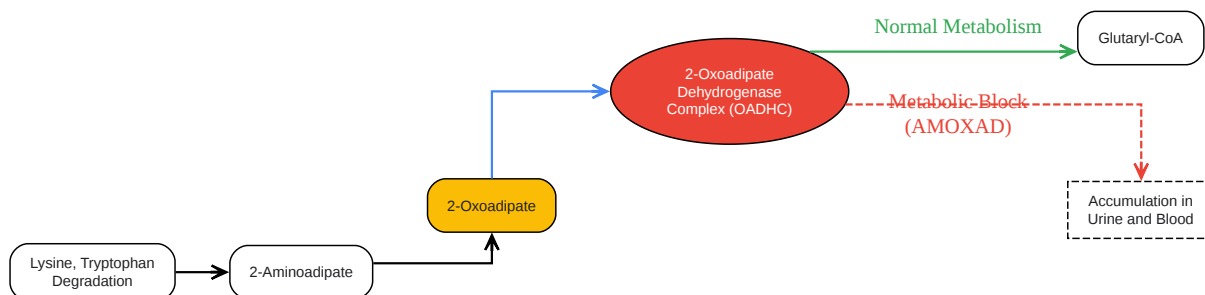 Normal Metabolism
Glutaryl-CoA
2-Oxoadipate
Dehydrogenase
Complex (OADHC)
Metabolic Block
(AMOXAD)
2-Oxoadipate
Accumulation in
Urine and Blood
Lysine, Tryptophan
Degradation
2-Aminoadipate